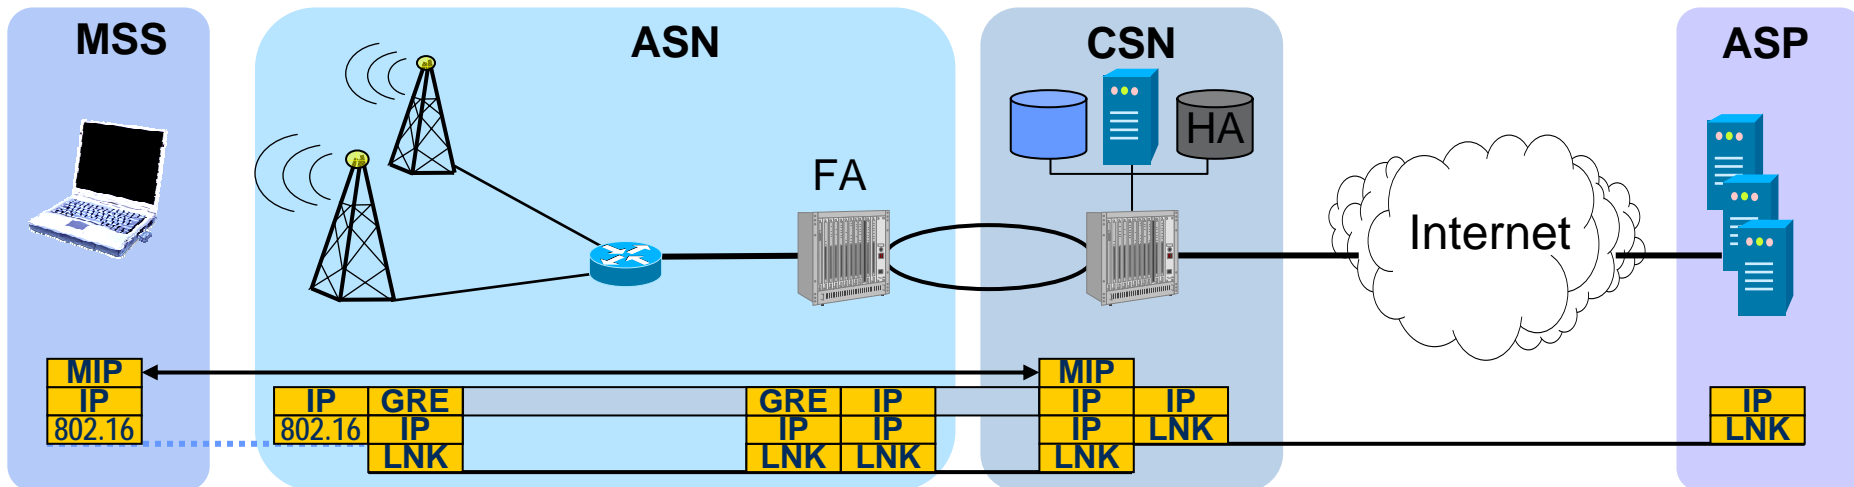 MSS
ASN
CSN
ASP
HA
FA
Internet
MIP
MIP
IP
IP
GRE
GRE
IP
IP
IP
IP
802.16
802.16
IP
IP
IP
IP
LNK
LNK
LNK
LNK
LNK
LNK